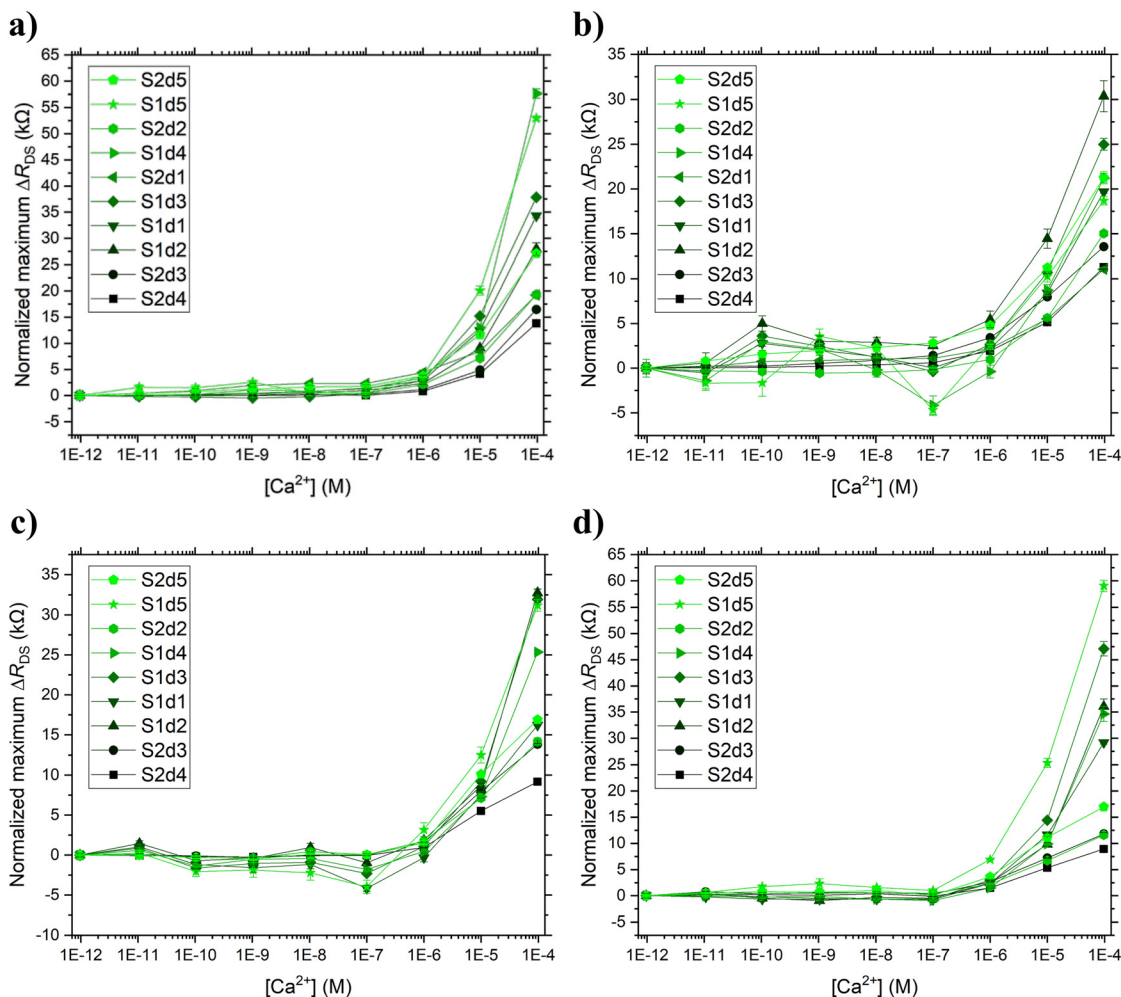 a)
Normalized maximum ΔR_DS (kΩ)
65
60
55
50
45
40
35
30
25
20
15
10
5
0
-5
S2d5
S1d5
S2d2
S1d4
S2d1
S1d3
S1d1
S1d2
S2d3
S2d4
1E-12 1E-11 1E-10 1E-9 1E-8 1E-7 1E-6 1E-5 1E-4
[Ca²⁺] (M)
b)
Normalized maximum ΔR_DS (kΩ)
35
30
25
20
15
10
5
0
-5
S2d5
S1d5
S2d2
S1d4
S2d1
S1d3
S1d1
S1d2
S2d3
S2d4
1E-12 1E-11 1E-10 1E-9 1E-8 1E-7 1E-6 1E-5 1E-4
[Ca²⁺] (M)
c)
Normalized maximum ΔR_DS (kΩ)
35
30
25
20
15
10
5
0
-5
-10
S2d5
S1d5
S2d2
S1d4
S1d3
S1d1
S1d2
S2d3
S2d4
1E-12 1E-11 1E-10 1E-9 1E-8 1E-7 1E-6 1E-5 1E-4
[Ca²⁺] (M)
d)
Normalized maximum ΔR_DS (kΩ)
65
60
55
50
45
40
35
30
25
20
15
10
5
0
-5
S2d5
S1d5
S2d2
S1d4
S1d3
S1d1
S1d2
S2d3
S2d4
1E-12 1E-11 1E-10 1E-9 1E-8 1E-7 1E-6 1E-5 1E-4
[Ca²⁺] (M)